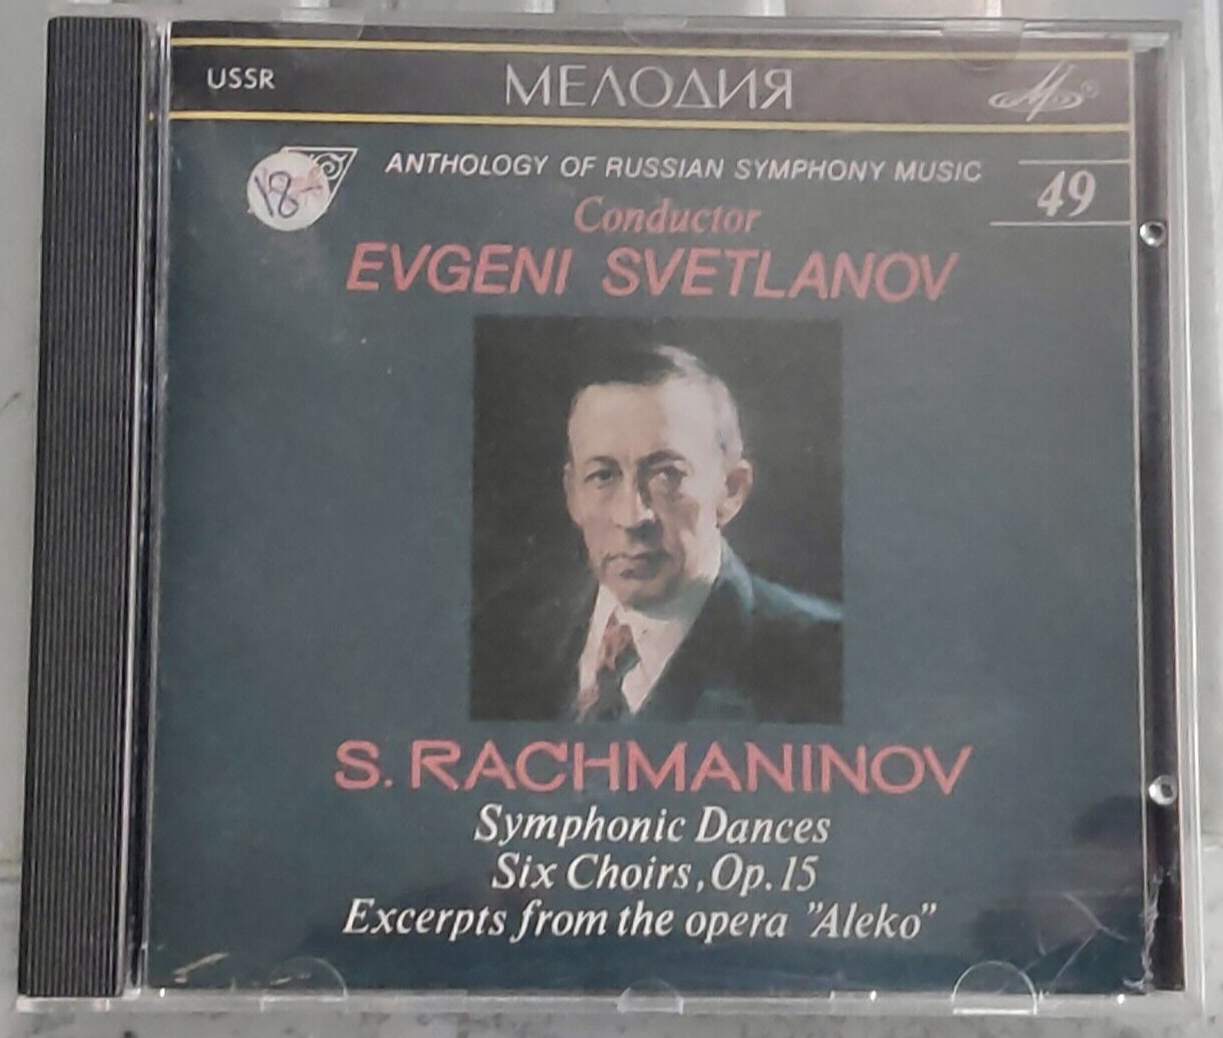 USSR
МЕЛОДИЯ
ANTHOLOGY OF RUSSIAN SYMPHONY MUSIC
49
18-
Conductor
EVGENI SVETLANOV
S. RACHMANINOV
Symphonic Dances
Six Choirs, Op. 15
Excerpts from the opera "Aleko"